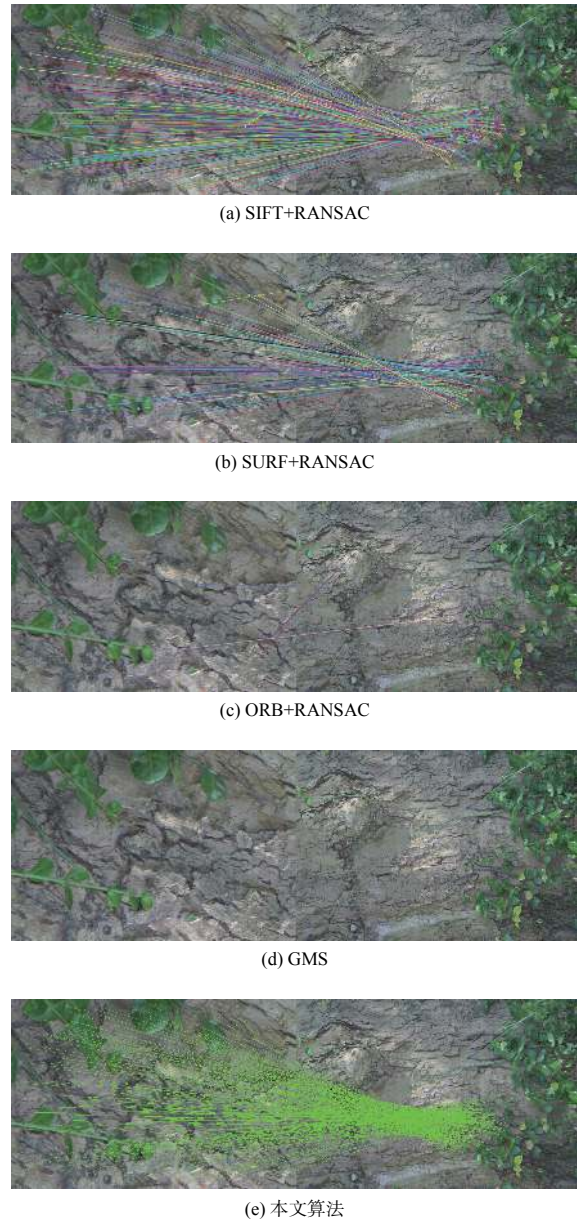 (a) SIFT+RANSAC
(b) SURF+RANSAC
(c) ORB+RANSAC
(d) GMS
(e) 本文算法